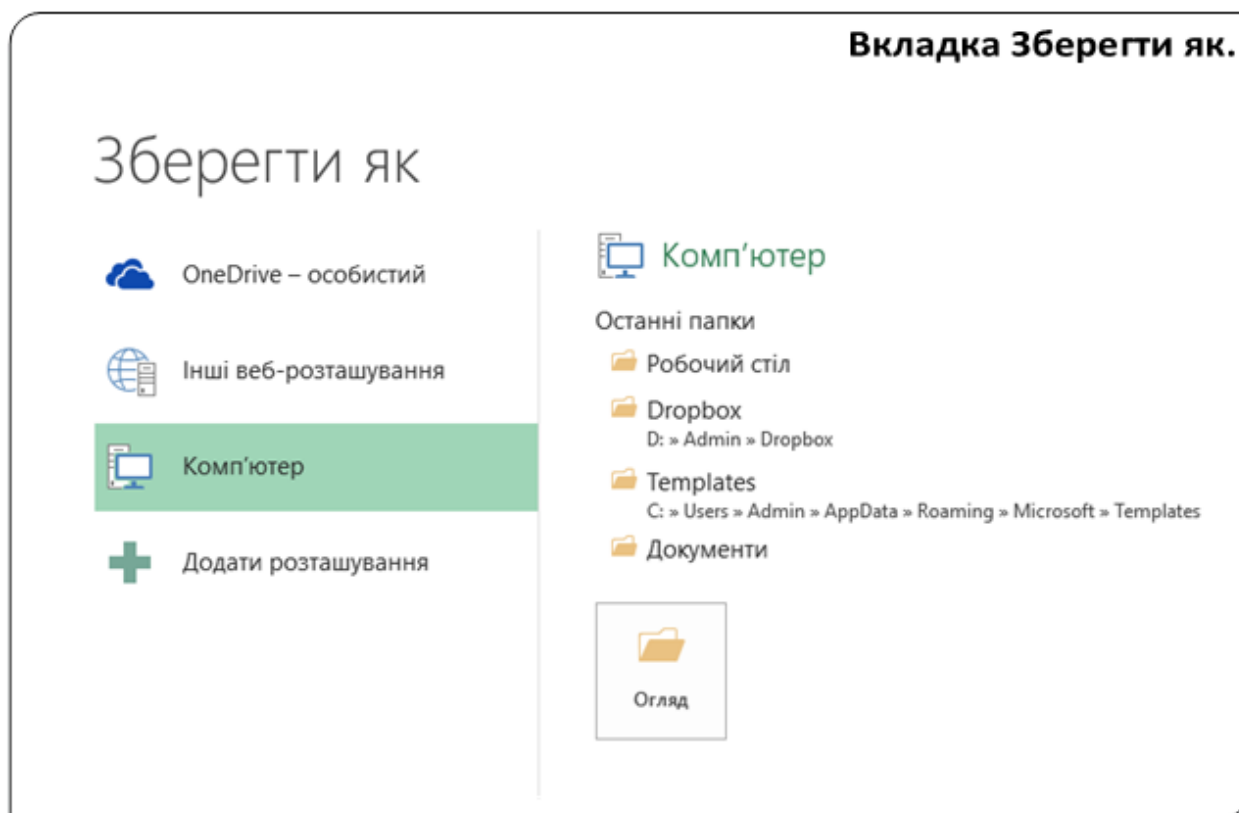 Вкладка Зберегти як.
Зберегти як
OneDrive – особистий
Інші веб-розташування
Комп'ютер
Додати розташування
Комп'ютер
Останні папки
Робочий стіл
Dropbox
D: » Admin » Dropbox
Templates
C: » Users » Admin » AppData » Roaming » Microsoft » Templates
Документи
Огляд